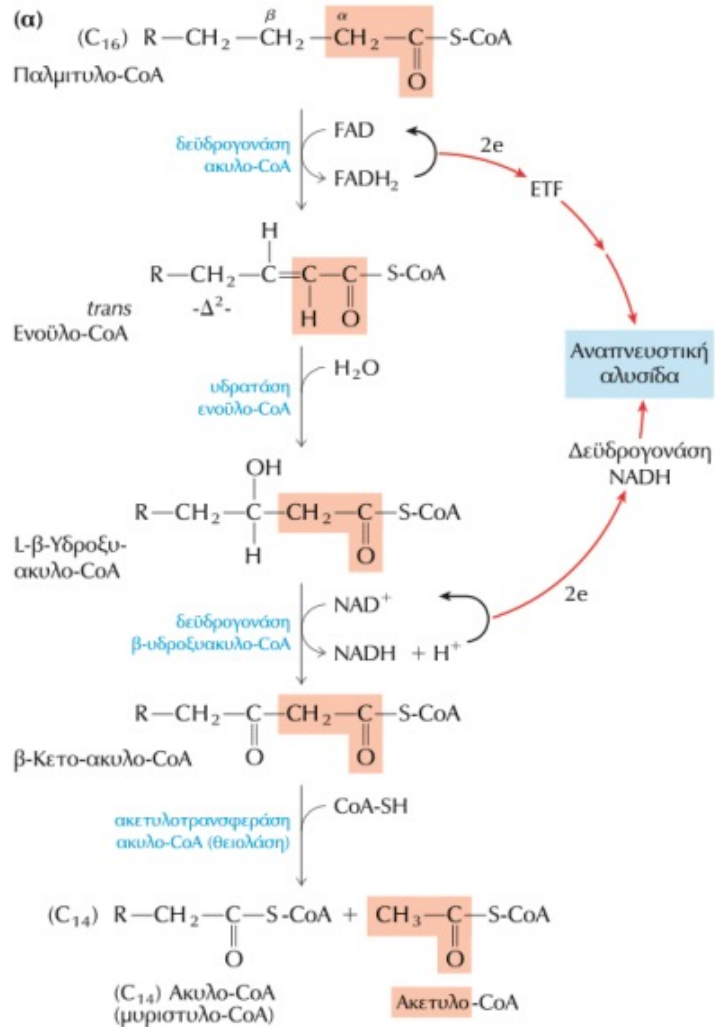 (α)
β α
(C₁₆) R—CH₂—CH₂—CH₂—C—S-CoA
O
Παλμιτυλο-CoA
FAD
δεϋδρογονάση
ακυλο-CoA
FADH₂
2e
ETF
H
R—CH₂—C=C—C—S-CoA
trans -Δ²- H O
Ενοϋλο-CoA
Αναπνευστική
αλυσίδα
H₂O
υδρατάση
ενοϋλο-CoA
Δεϋδρογονάση
NADH
OH
R—CH₂—C—CH₂—C—S-CoA
H O
L-β-Υδροξυ-
ακυλο-CoA
NAD⁺
δεϋδρογονάση
β-υδροξυακυλο-CoA
NADH + H⁺
2e
R—CH₂—C—CH₂—C—S-CoA
O O
β-Κετο-ακυλο-CoA
CoA-SH
ακετυλοτρανσφεράση
ακυλο-CoA (θειολάση)
(C₁₄) R—CH₂—C—S-CoA + CH₃—C—S-CoA
O O
(C₁₄) Ακυλο-CoA
(μυριστυλο-CoA)
Ακετυλο-CoA